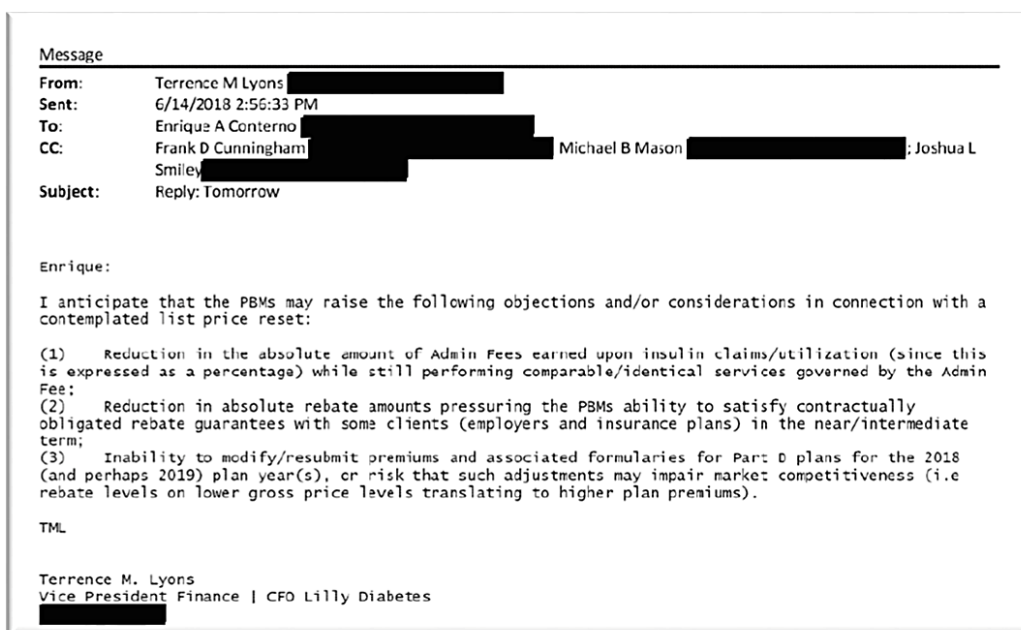 Message
From: Terrence M Lyons
Sent: 6/14/2018 2:56:33 PM
To: Enrique A Conterno
CC: Frank D Cunningham Michael B Mason ; Joshua L
Smiley
Subject: Reply: Tomorrow
Enrique:
I anticipate that the PBMs may raise the following objections and/or considerations in connection with a
contemplated list price reset:
(1) Reduction in the absolute amount of Admin Fees earned upon insulin claims/utilization (since this
is expressed as a percentage) while still performing comparable/identical services governed by the Admin
Fee;
(2) Reduction in absolute rebate amounts pressuring the PBMs ability to satisfy contractually
obligated rebate guarantees with some clients (employers and insurance plans) in the near/intermediate
term;
(3) Inability to modify/resubmit premiums and associated formularies for Part D plans for the 2018
(and perhaps 2019) plan year(s), or risk that such adjustments may impair market competitiveness (i.e
rebate levels on lower gross price levels translating to higher plan premiums).
TML
Terrence M. Lyons
Vice President Finance | CFO Lilly Diabetes